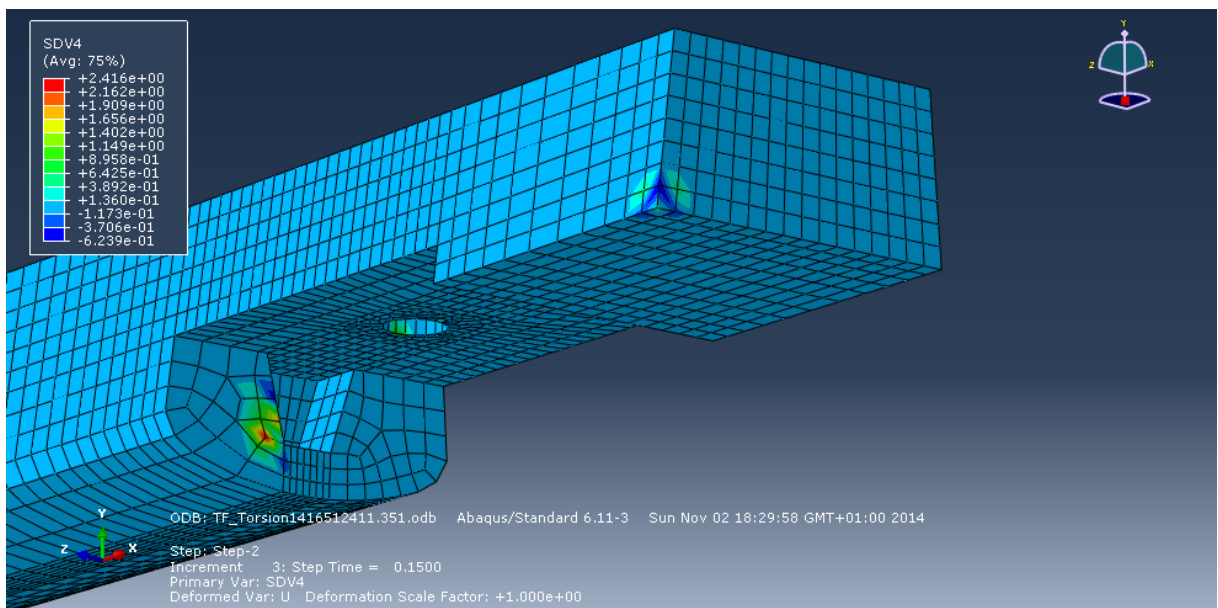 SDV4
(Avg: 75%)
+2.416e+00
+2.162e+00
+1.909e+00
+1.656e+00
+1.402e+00
+1.149e+00
+8.958e-01
+6.425e-01
+3.892e-01
+1.360e-01
-1.173e-01
-3.706e-01
-6.239e-01
Y
Z
X
Y
Z
X
ODB: TF_Torsion1416512411.351.odb Abaqus/Standard 6.11-3 Sun Nov 02 18:29:58 GMT+01:00 2014
Step: Step-2
Increment 3: Step Time = 0.1500
Primary Var: SDV4
Deformed Var: U Deformation Scale Factor: +1.000e+00